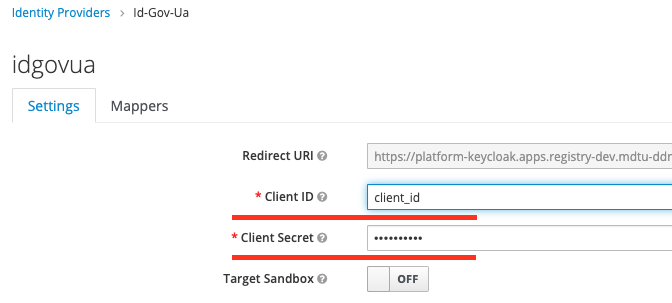 Identity Providers > Id-Gov-Ua
idgovua
Settings Mappers
Redirect URI https://platform-keycloak.apps.registry-dev.mdtu-ddm
* Client ID client_id
* Client Secret ••••••••••
Target Sandbox OFF